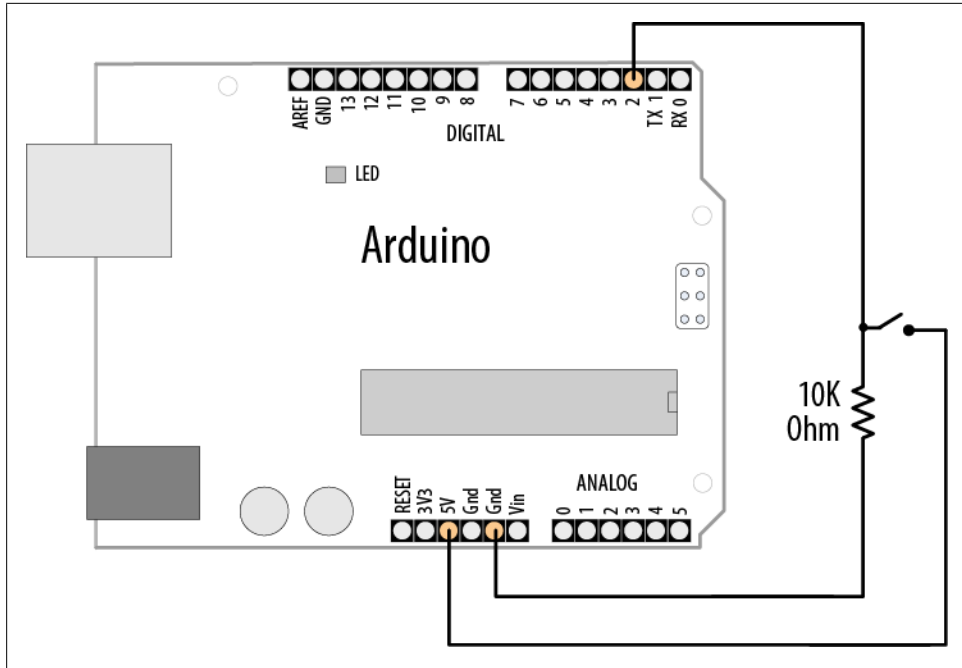 AREF
GND
13
12
11
10
9
8
7
6
5
4
3
2
TX 1
RX 0
DIGITAL
LED
Arduino
10K
Ohm
RESET
3V3
5V
Gnd
Gnd
Vin
ANALOG
0
1
2
3
4
5